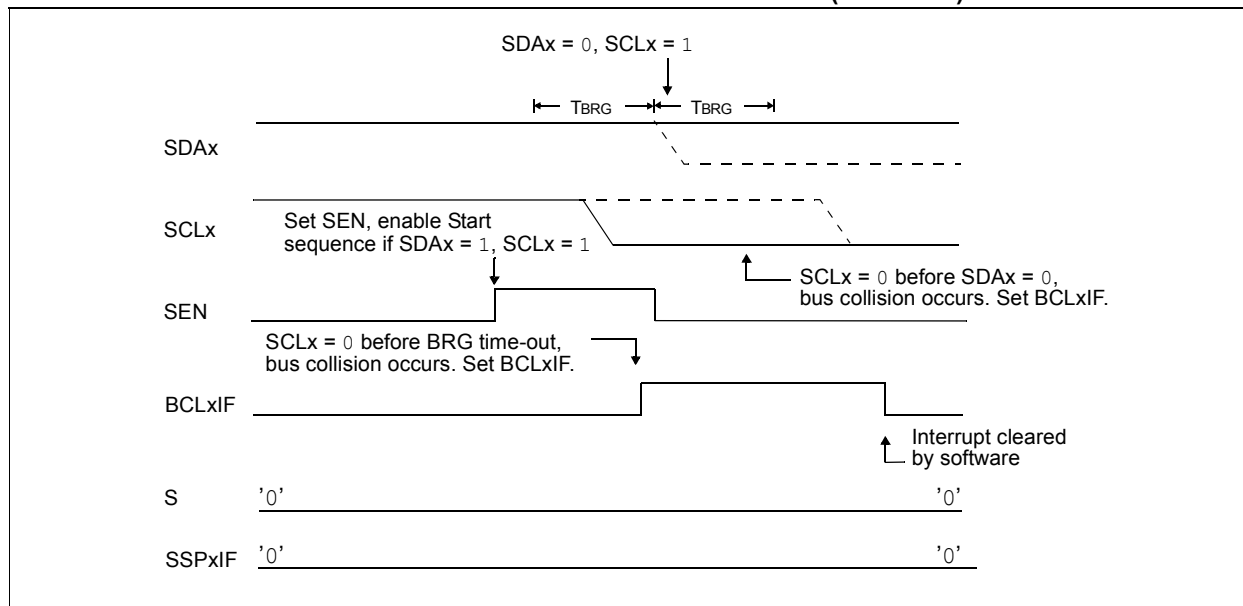 SDAx = 0, SCLx = 1
TBRG TBRG
SDAx
SCLx
Set SEN, enable Start
sequence if SDAx = 1, SCLx = 1
SCLx = 0 before SDAx = 0,
bus collision occurs. Set BCLxIF.
SEN
SCLx = 0 before BRG time-out,
bus collision occurs. Set BCLxIF.
BCLxIF
Interrupt cleared
by software
S '0' '0'
SSPxIF '0' '0'